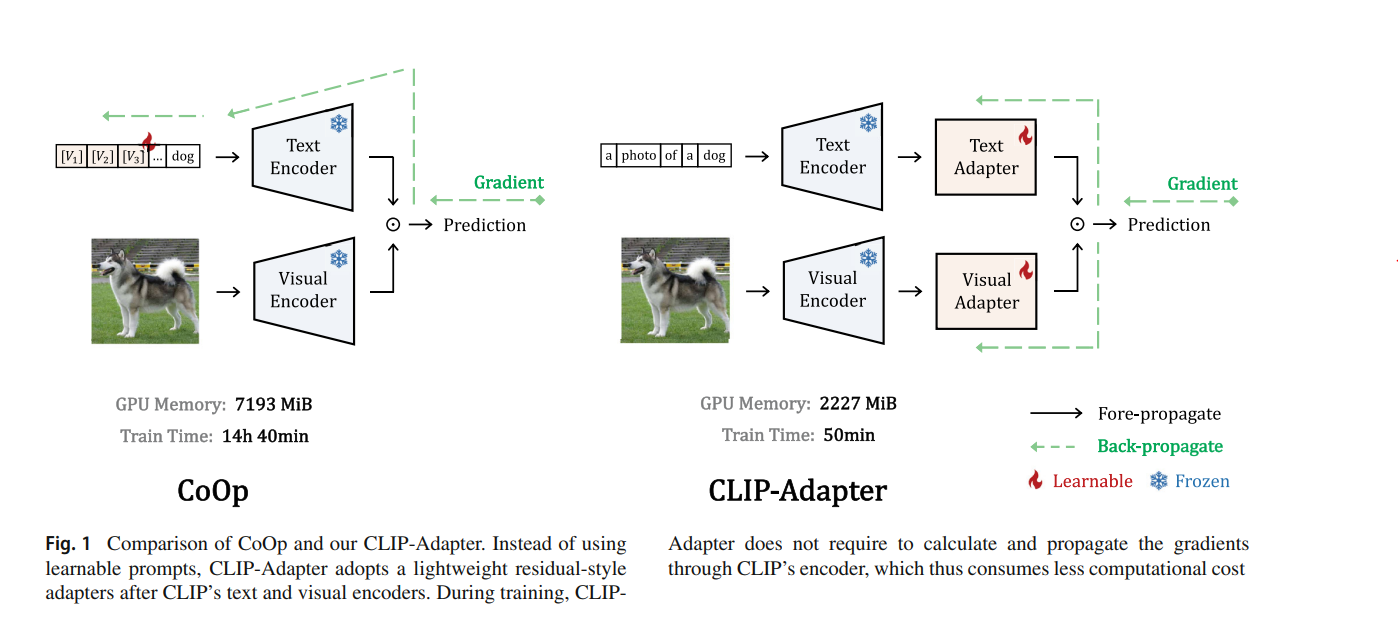 [V1] [V2] [V3] ... dog
Text
Encoder
Gradient
Prediction
Visual
Encoder
GPU Memory: 7193 MiB
Train Time: 14h 40min
CoOp
a photo of a dog
Text
Encoder
Text
Adapter
Gradient
Prediction
Visual
Encoder
Visual
Adapter
GPU Memory: 2227 MiB
Train Time: 50min
CLIP-Adapter
Fore-propagate
Back-propagate
Learnable Frozen
Fig. 1 Comparison of CoOp and our CLIP-Adapter. Instead of using
learnable prompts, CLIP-Adapter adopts a lightweight residual-style
adapters after CLIP's text and visual encoders. During training, CLIP-
Adapter does not require to calculate and propagate the gradients
through CLIP's encoder, which thus consumes less computational cost